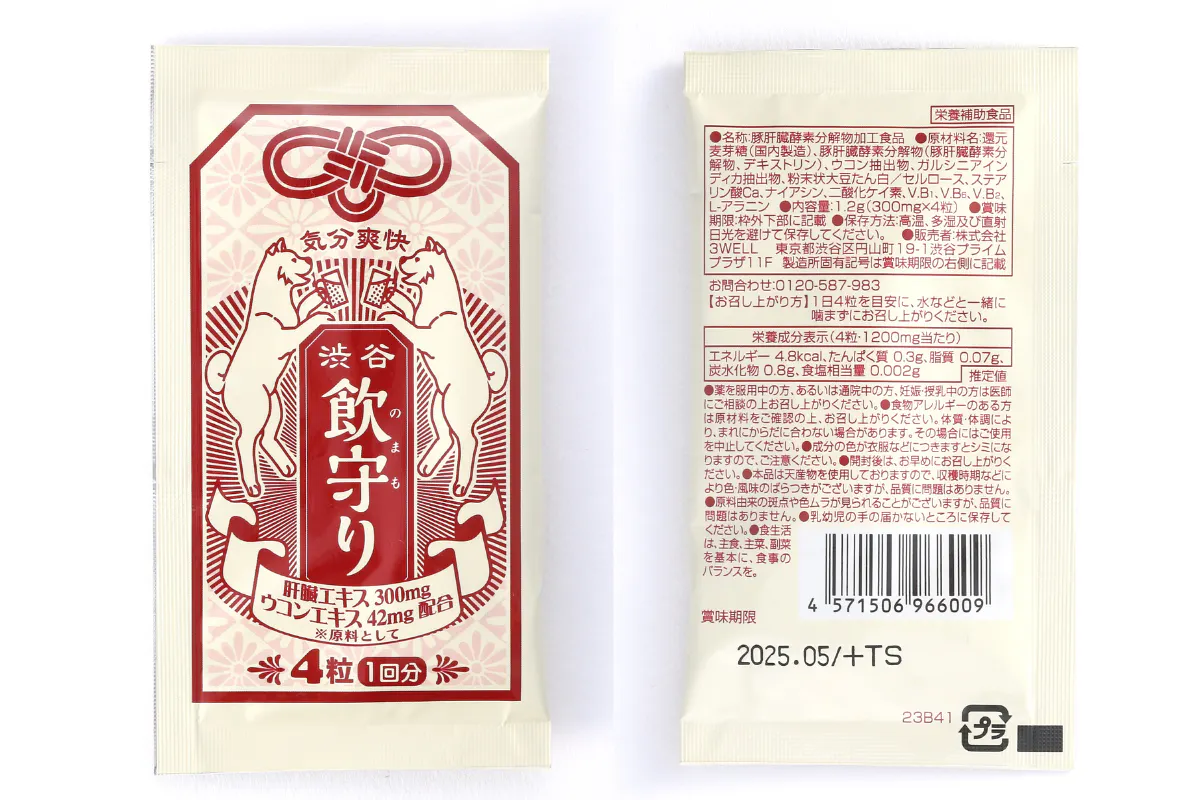 気分爽快
渋谷
飲守り
のまも
肝臓エキス 300mg
ウコンエキス 42mg 配合
※原料として
4粒 1回分
栄養補助食品
●名称:豚肝臓酵素分解物加工食品 ●原材料名:還元
麦芽糖(国内製造)、豚肝臓酵素分解物(豚肝臓酵素分
解物、デキストリン)、ウコン抽出物、ガルシニアイン
ディカ抽出物、粉末状大豆たん白/セルロース、ステア
リン酸Ca、ナイアシン、二酸化ケイ素、V.B₁、V.B₆、V.B₂、
L-アラニン ●内容量:1.2g(300mg×4粒) ●賞味
期限:枠外下部に記載 ●保存方法:高温、多湿及び直射
日光を避けて保存してください。 ●販売者:株式会社
3WELL 東京都渋谷区円山町19-1渋谷プライム
プラザ11F 製造所固有記号は賞味期限の右側に記載
お問合わせ:0120-587-983
【お召し上がり方】1日4粒を目安に、水などと一緒に
噛まずにお召し上がりください。
栄養成分表示(4粒・1200mg当たり)
エネルギー 4.8kcal、たんぱく質 0.3g、脂質 0.07g、
炭水化物 0.8g、食塩相当量 0.002g
推定値
●薬を服用中の方、あるいは通院中の方、妊娠・授乳中の方は医師
にご相談の上お召し上がりください。●食物アレルギーのある方
は原材料をご確認の上、お召し上がりください。体質・体調によ
り、まれにからだに合わない場合があります。その場合にはご使用
を中止してください。●成分の色が衣服などにつきますとシミにな
りますので、ご注意ください。●開封後は、お早めにお召し上がりく
ださい。●本品は天産物を使用しておりますので、収穫時期などに
より色・風味のばらつきがございますが、品質に問題はありません。
●原料由来の斑点や色ムラが見られることがございますが、品質に
問題はありません。●乳幼児の手の届かないところに保存して
ください。●食生活
は、主食、主菜、副菜
を基本に、食事の
バランスを。
4 571506 966009
賞味期限
2025.05/+TS
23B41
プラ